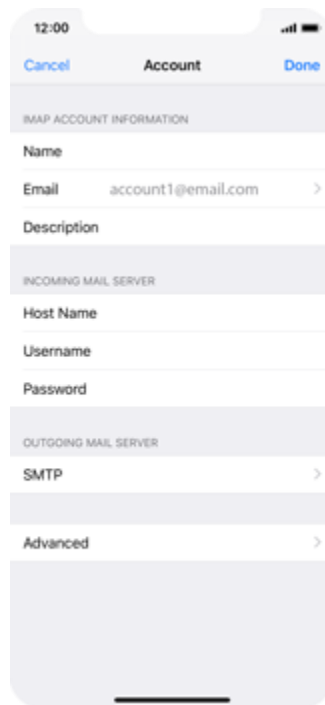 12:00
Cancel Account Done
IMAP ACCOUNT INFORMATION
Name
Email account1@email.com
Description
INCOMING MAIL SERVER
Host Name
Username
Password
OUTGOING MAIL SERVER
SMTP
Advanced